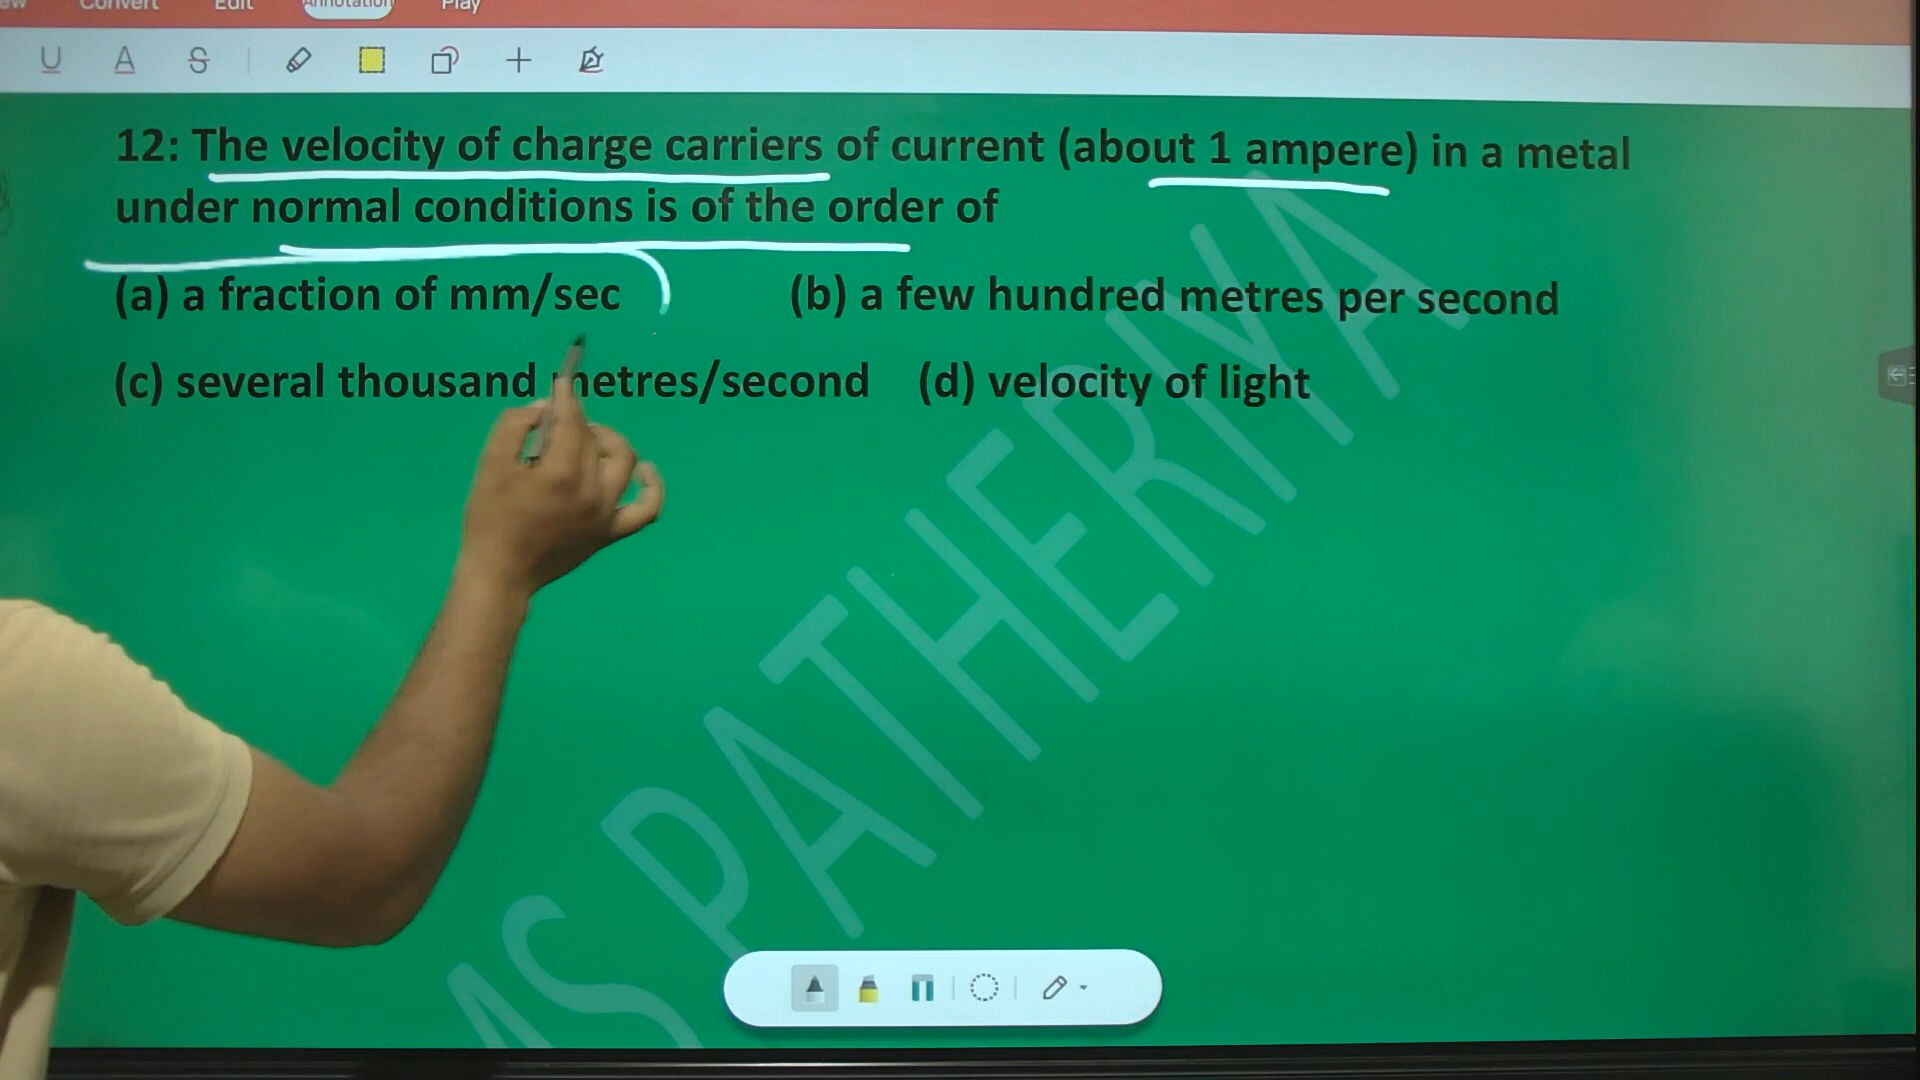 Convert Edit Annotation Play
U A S
12: The velocity of charge carriers of current (about 1 ampere) in a metal
under normal conditions is of the order of
(a) a fraction of mm/sec (b) a few hundred metres per second
(c) several thousand metres/second (d) velocity of light
MS PATHERIYA